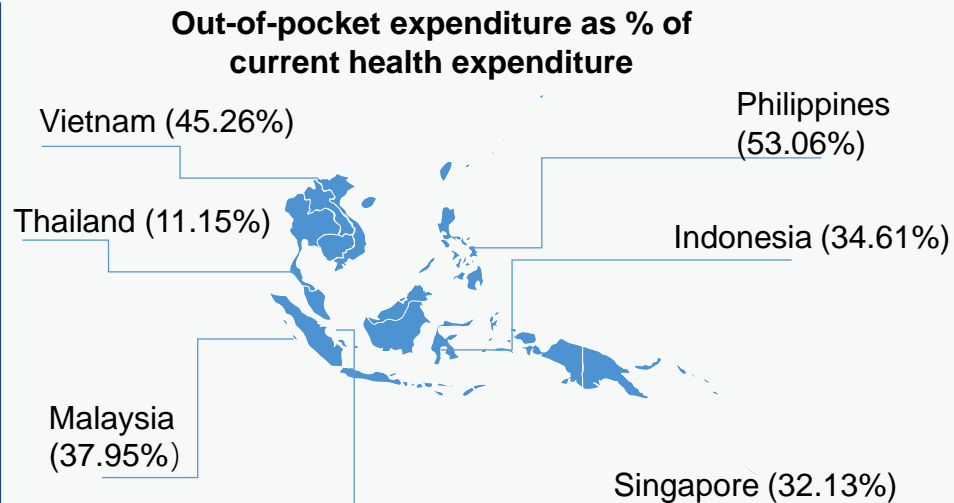 Out-of-pocket expenditure as % of
current health expenditure
Vietnam (45.26%)
Philippines
(53.06%)
Thailand (11.15%)
Indonesia (34.61%)
Malaysia
(37.95%)
Singapore (32.13%)